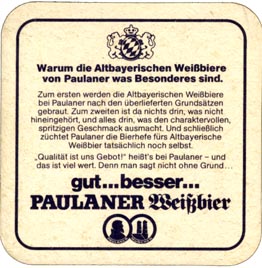 Warum die Altbayerischen Weißbiere
von Paulaner was Besonderes sind.
Zum ersten werden die Altbayerischen Weißbiere
bei Paulaner nach den überlieferten Grundsätzen
gebraut. Zum zweiten ist da nichts drin, was nicht
hineingehört, und alles drin, was den charaktervollen,
spritzigen Geschmack ausmacht. Und schließlich
züchtet Paulaner die Bierhefe fürs Altbayerische
Weißbier tatsächlich noch selbst.
„Qualität ist uns Gebot!" heißt's bei Paulaner – und
das ist viel wert. Denn man sagt nicht ohne Grund...
gut...besser...
PAULANER Weißbier